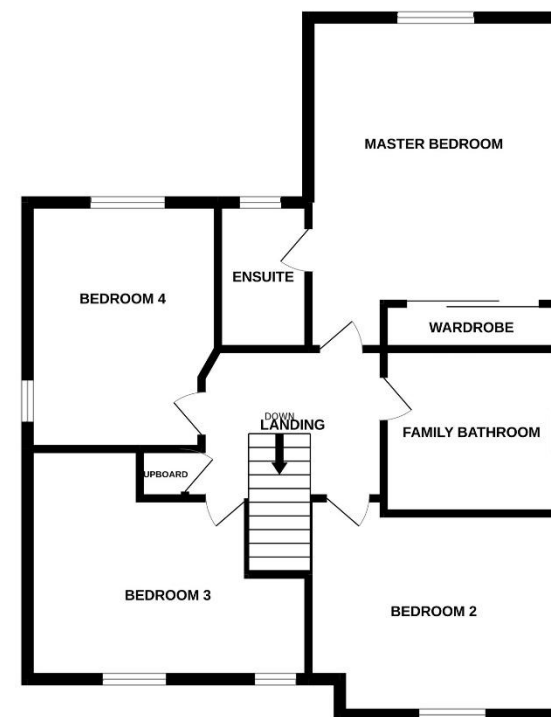 MASTER BEDROOM
ENSUITE
BEDROOM 4
WARDROBE
DOWN
LANDING
FAMILY BATHROOM
UPBOARD
BEDROOM 3
BEDROOM 2